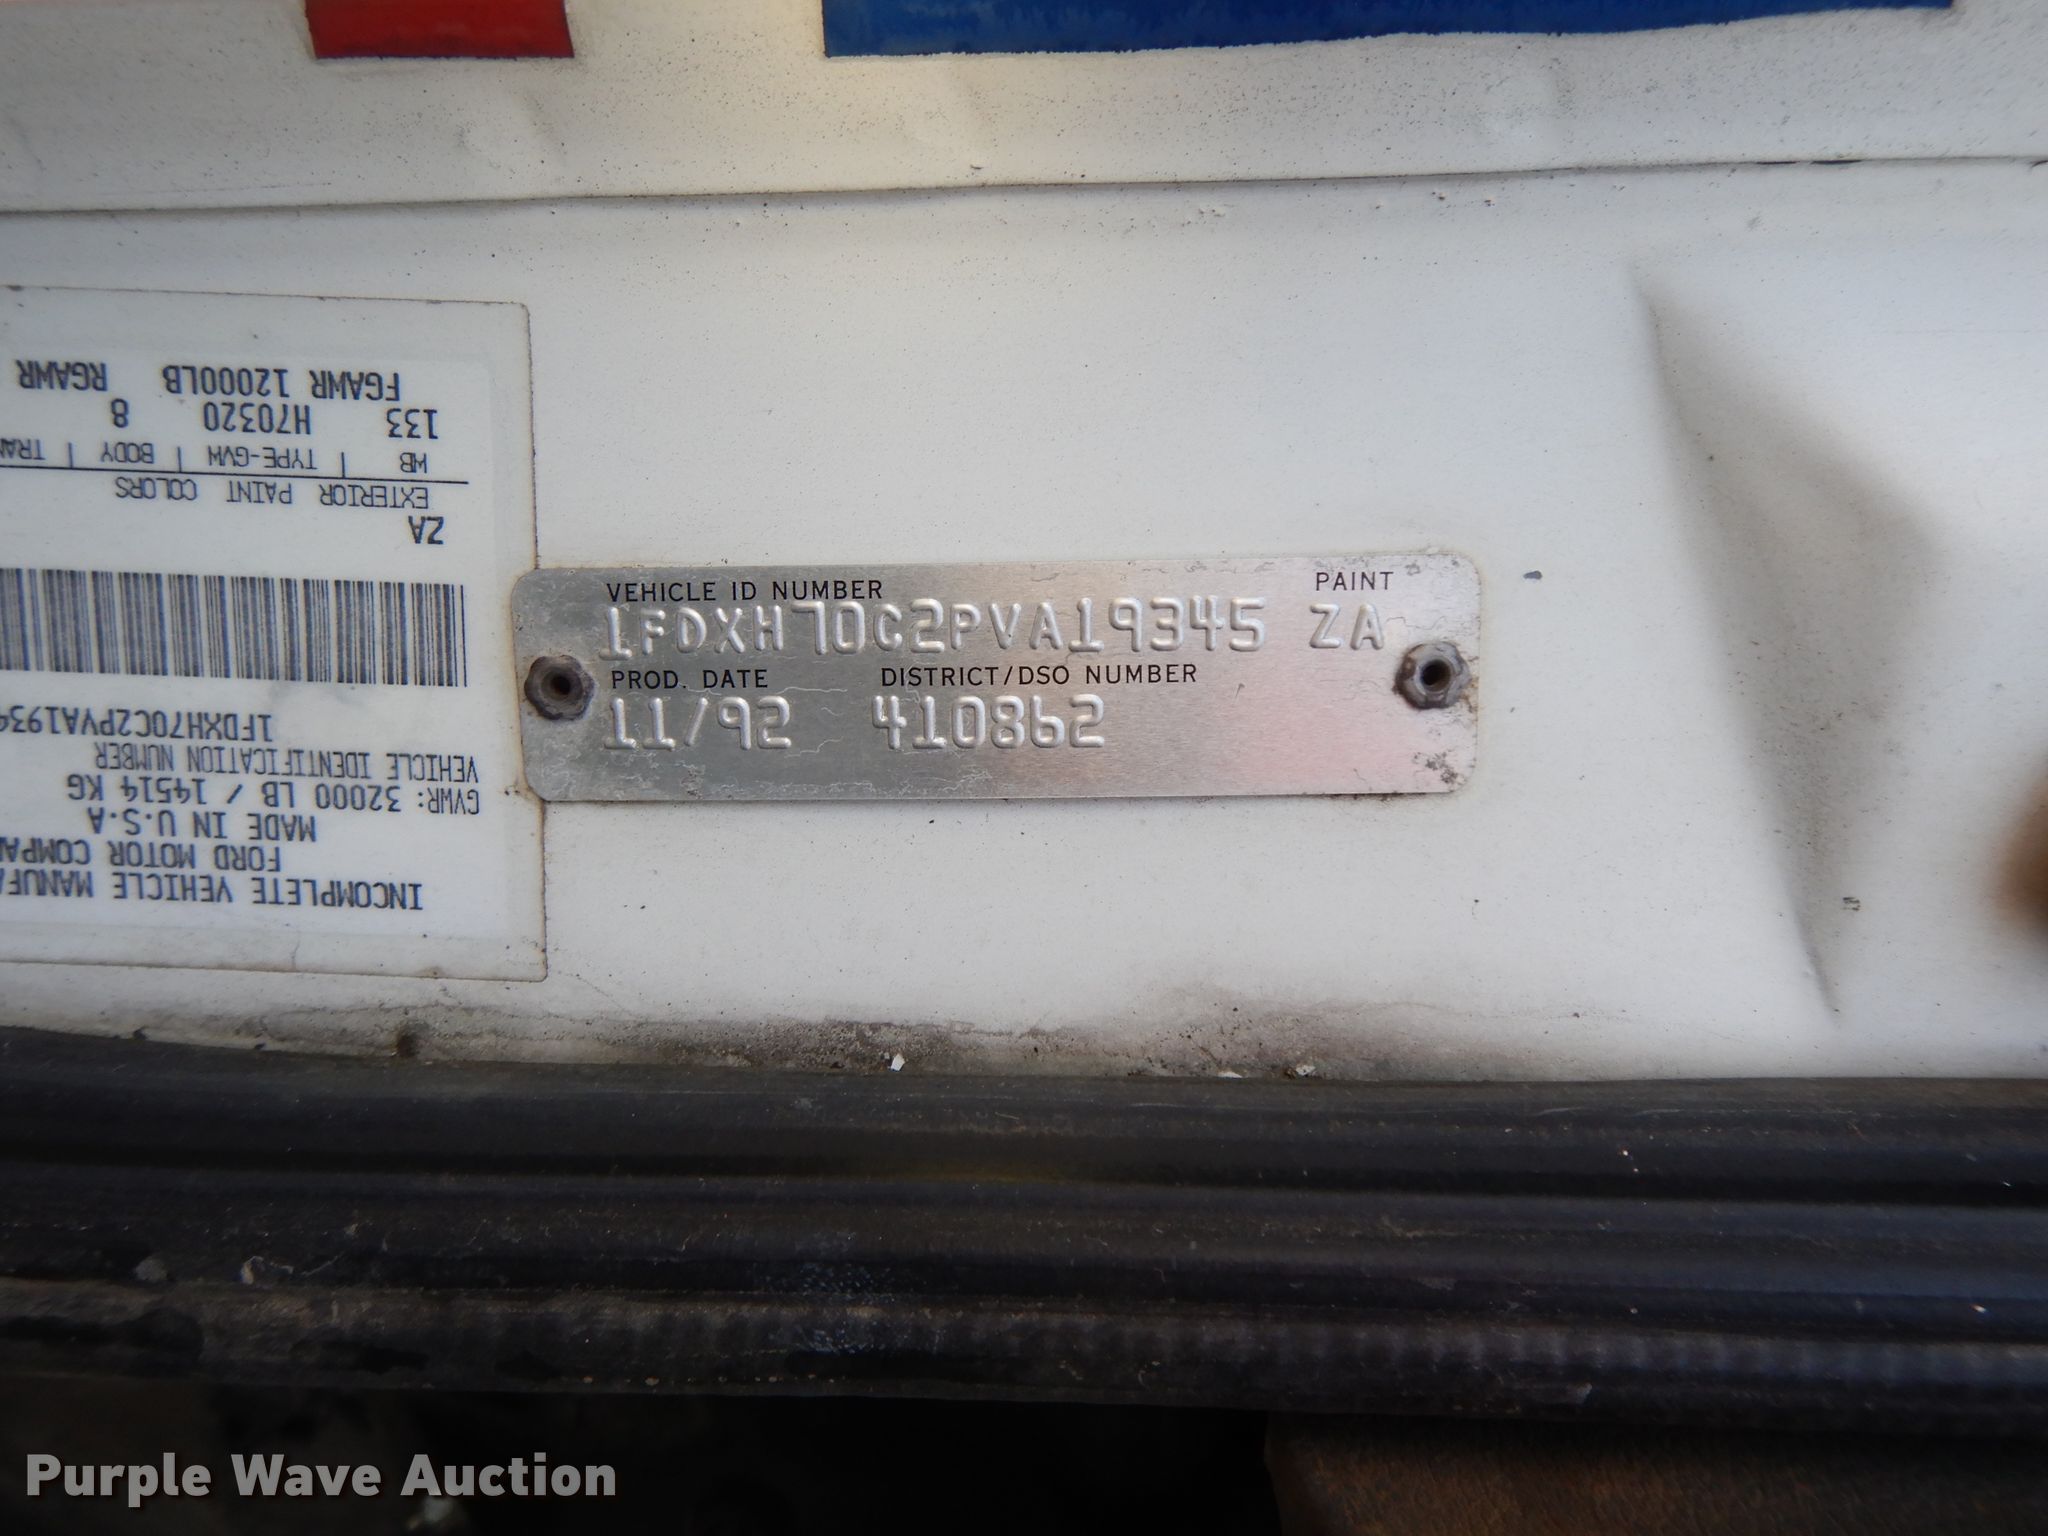 VEHICLE ID NUMBER PAINT
1FDXH70C2PVA19345 ZA
PROD. DATE DISTRICT/DSO NUMBER
11/92 410862
INCOMPLETE VEHICLE MANUFA
FORD MOTOR COMPA
MADE IN U.S.A
GVWR: 32000 LB / 14514 KG
VEHICLE IDENTIFICATION NUMBER
1FDXH70C2PVA1934
ZA
EXTERIOR PAINT COLORS
WB | TYPE-GVW | BODY | TRAN
133 H70320 8
FGAWR 12000LB RGAWR
Purple Wave Auction